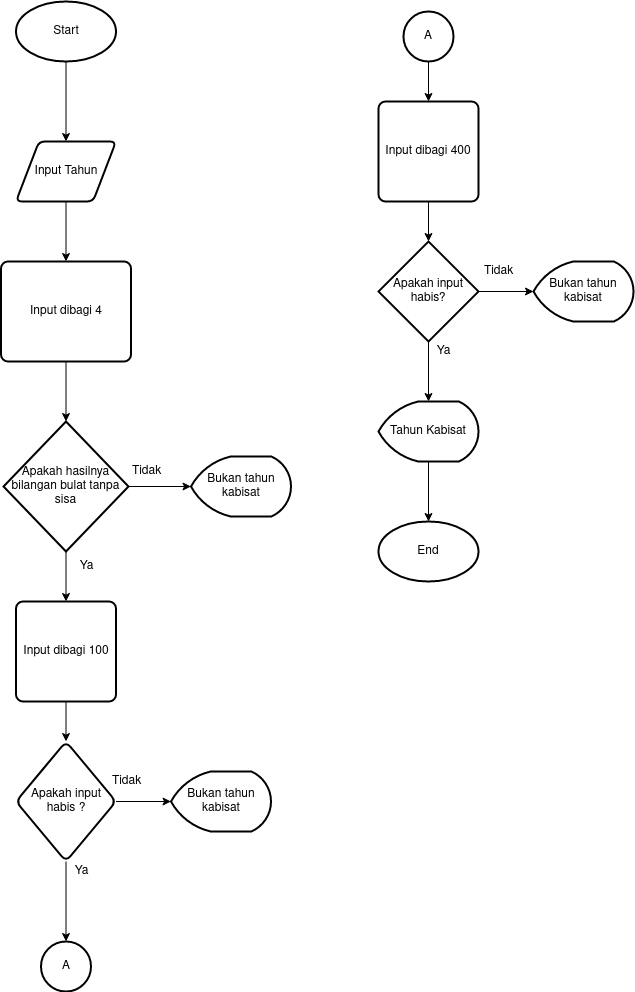 Start
Input Tahun
Input dibagi 4
Apakah hasilnya
bilangan bulat tanpa
sisa
Tidak
Bukan tahun
kabisat
Ya
Input dibagi 100
Apakah input
habis ?
Tidak
Bukan tahun
kabisat
Ya
A
A
Input dibagi 400
Apakah input
habis?
Tidak
Bukan tahun
kabisat
Ya
Tahun Kabisat
End